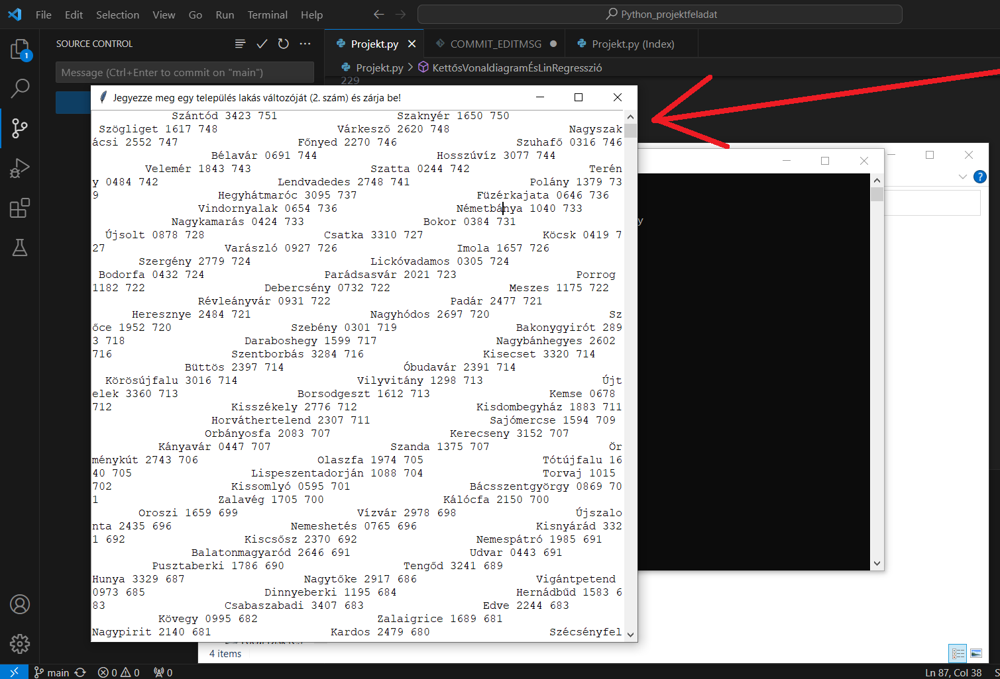 File Edit Selection View Go Run Terminal Help
Python_projektfeladat
SOURCE CONTROL
Projekt.py
COMMIT_EDITMSG
Projekt.py (Index)
1
Message (Ctrl+Enter to commit on "main")
Projekt.py > KettősVonaldiagramÉsLinRegresszió
229
Jegyezze meg egy település lakás változóját (2. szám) és zárja be!
Szántód 3423 751 Szaknyér 1650 750
Szögliget 1617 748 Várkesző 2620 748 Nagyszak
ácsi 2552 747 Főnyed 2270 746 Szuhafő 0316 746
Bélavár 0691 744 Hosszúvíz 3077 744
Velemér 1843 743 Szatta 0244 742 Terén
y 0484 742 Lendvadedes 2748 741 Polány 1379 73
9 Hegyhátmaróc 3095 737 Füzérkajata 0646 736
Vindornyalak 0654 736 Németbánya 1040 733
Nagykamarás 0424 733 Bokor 0384 731
Újsolt 0878 728 Csatka 3310 727 Köcsk 0419 7
27 Varászló 0927 726 Imola 1657 726
Szergény 2779 724 Lickóvadamos 0305 724
Bodorfa 0432 724 Parádsasvár 2021 723 Porrog
1182 722 Debercsény 0732 722 Meszes 1175 722
Révleányvár 0931 722 Padár 2477 721
Heresznye 2484 721 Nagyhódos 2697 720 Sz
őce 1952 720 Szebény 0301 719 Bakonygyirót 289
3 718 Daraboshegy 1599 717 Nagybánhegyes 2602
716 Szentborbás 3284 716 Kisecset 3320 714
Büttös 2397 714 Óbudavár 2391 714
Körösújfalu 3016 714 Vilyvitány 1298 713 Újt
elek 3360 713 Borsodgeszt 1612 713 Kemse 0678
712 Kisszékely 2776 712 Kisdombegyház 1883 711
Horváthertelend 2307 711 Sajómercse 1594 709
Orbányosfa 2083 707 Kerecseny 3152 707
Kányavár 0447 707 Szanda 1375 707 Ör
ménykút 2743 706 Olaszfa 1974 705 Tótújfalu 16
40 705 Lispeszentadorján 1088 704 Torvaj 1015
702 Kissomlyó 0595 701 Bácsszentgyörgy 0869 70
1 Zalavég 1705 700 Kálócfa 2150 700
Oroszi 1659 699 Vízvár 2978 698 Újszalo
nta 2435 696 Nemeshetés 0765 696 Kisnyárád 332
1 692 Kiscsősz 2370 692 Nemespátró 1985 691
Balatonmagyaród 2646 691 Udvar 0443 691
Pusztaberki 1786 690 Tengőd 3241 689
Hunya 3329 687 Nagytőke 2917 686 Vigántpetend
0973 685 Dinnyeberki 1195 684 Hernádbűd 1583 6
83 Csabaszabadi 3407 683 Edve 2244 683
Kövegy 0995 682 Zalaigrice 1689 681
Nagypirit 2140 681 Kardos 2479 680 Szécsényfel
y
4 items
main 0 0 0
Ln 87, Col 38